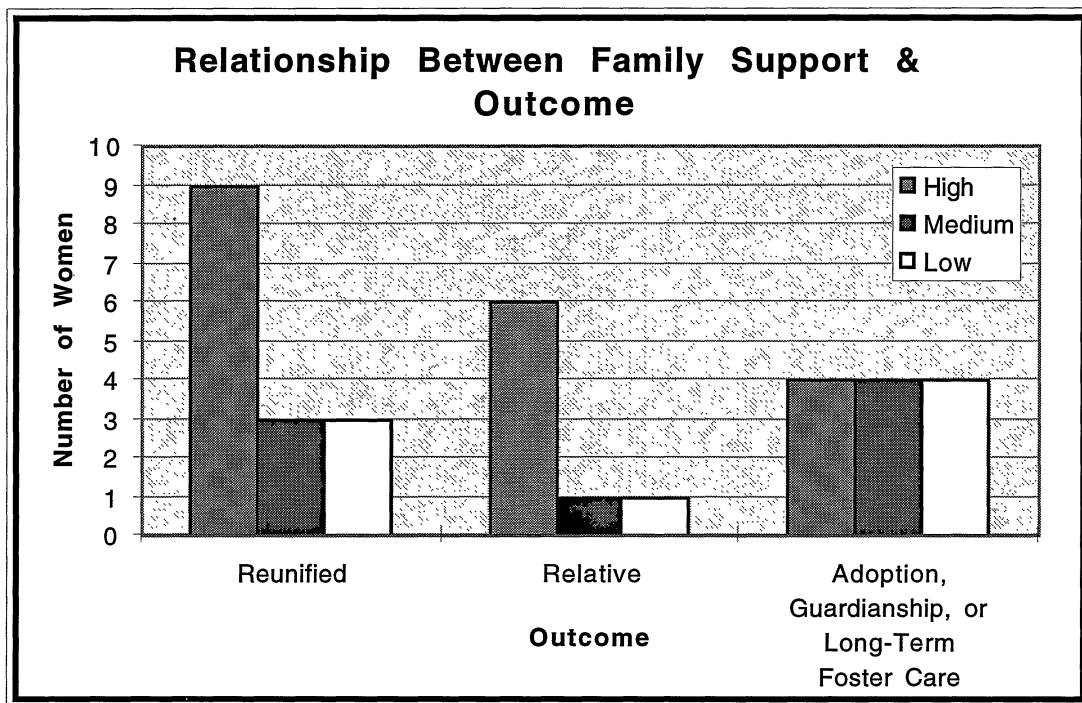 Relationship Between Family Support &
Outcome
10
9
8
7
6
5
4
3
2
1
0
Number of Women
High
Medium
Low
Reunified
Relative
Adoption,
Guardianship, or
Long-Term
Foster Care
Outcome